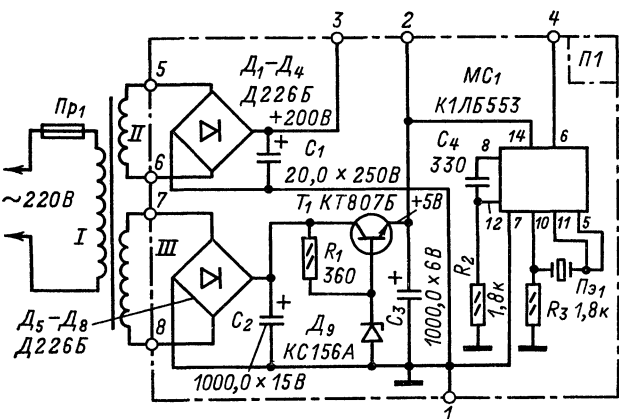 3
2
4
5
Д₁–Д₄
Д226Б
П1
МС₁
К1ЛБ553
Пр₁
II
+200В
С₁
С₄
330
8
14
6
6
20,0 × 250В
~220В
7
Т₁ КТ807Б
+5В
12
7
10
11
5
I
III
R₁
360
С₃
1000,0 × 6В
R₂
1,8к
Пэ₁
R₃
1,8к
Д₅–Д₈
Д226Б
8
С₂
Д₉
КС156А
1000,0 × 15В
1